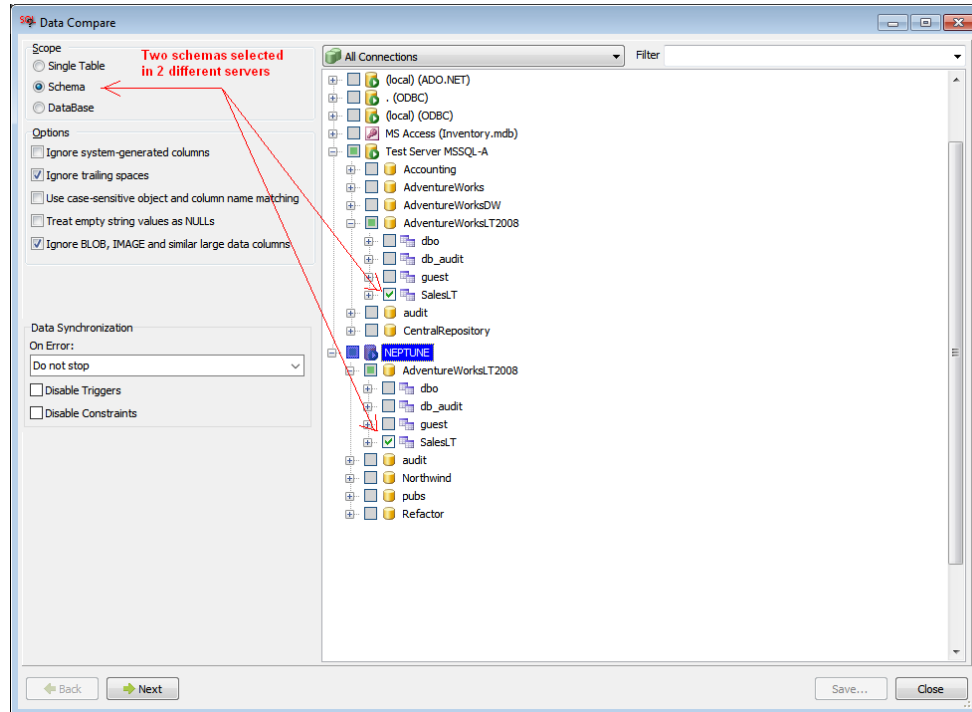 SQL Data Compare
Scope
Single Table
Schema
DataBase
Two schemas selected
in 2 different servers
Options
Ignore system-generated columns
Ignore trailing spaces
Use case-sensitive object and column name matching
Treat empty string values as NULLs
Ignore BLOB, IMAGE and similar large data columns
Data Synchronization
On Error:
Do not stop
Disable Triggers
Disable Constraints
All Connections
Filter
(local) (ADO.NET)
. (ODBC)
(local) (ODBC)
MS Access (Inventory.mdb)
Test Server MSSQL-A
Accounting
AdventureWorks
AdventureWorksDW
AdventureWorksLT2008
dbo
db_audit
guest
SalesLT
audit
CentralRepository
NEPTUNE
AdventureWorksLT2008
dbo
db_audit
guest
SalesLT
audit
Northwind
pubs
Refactor
Back
Next
Save...
Close